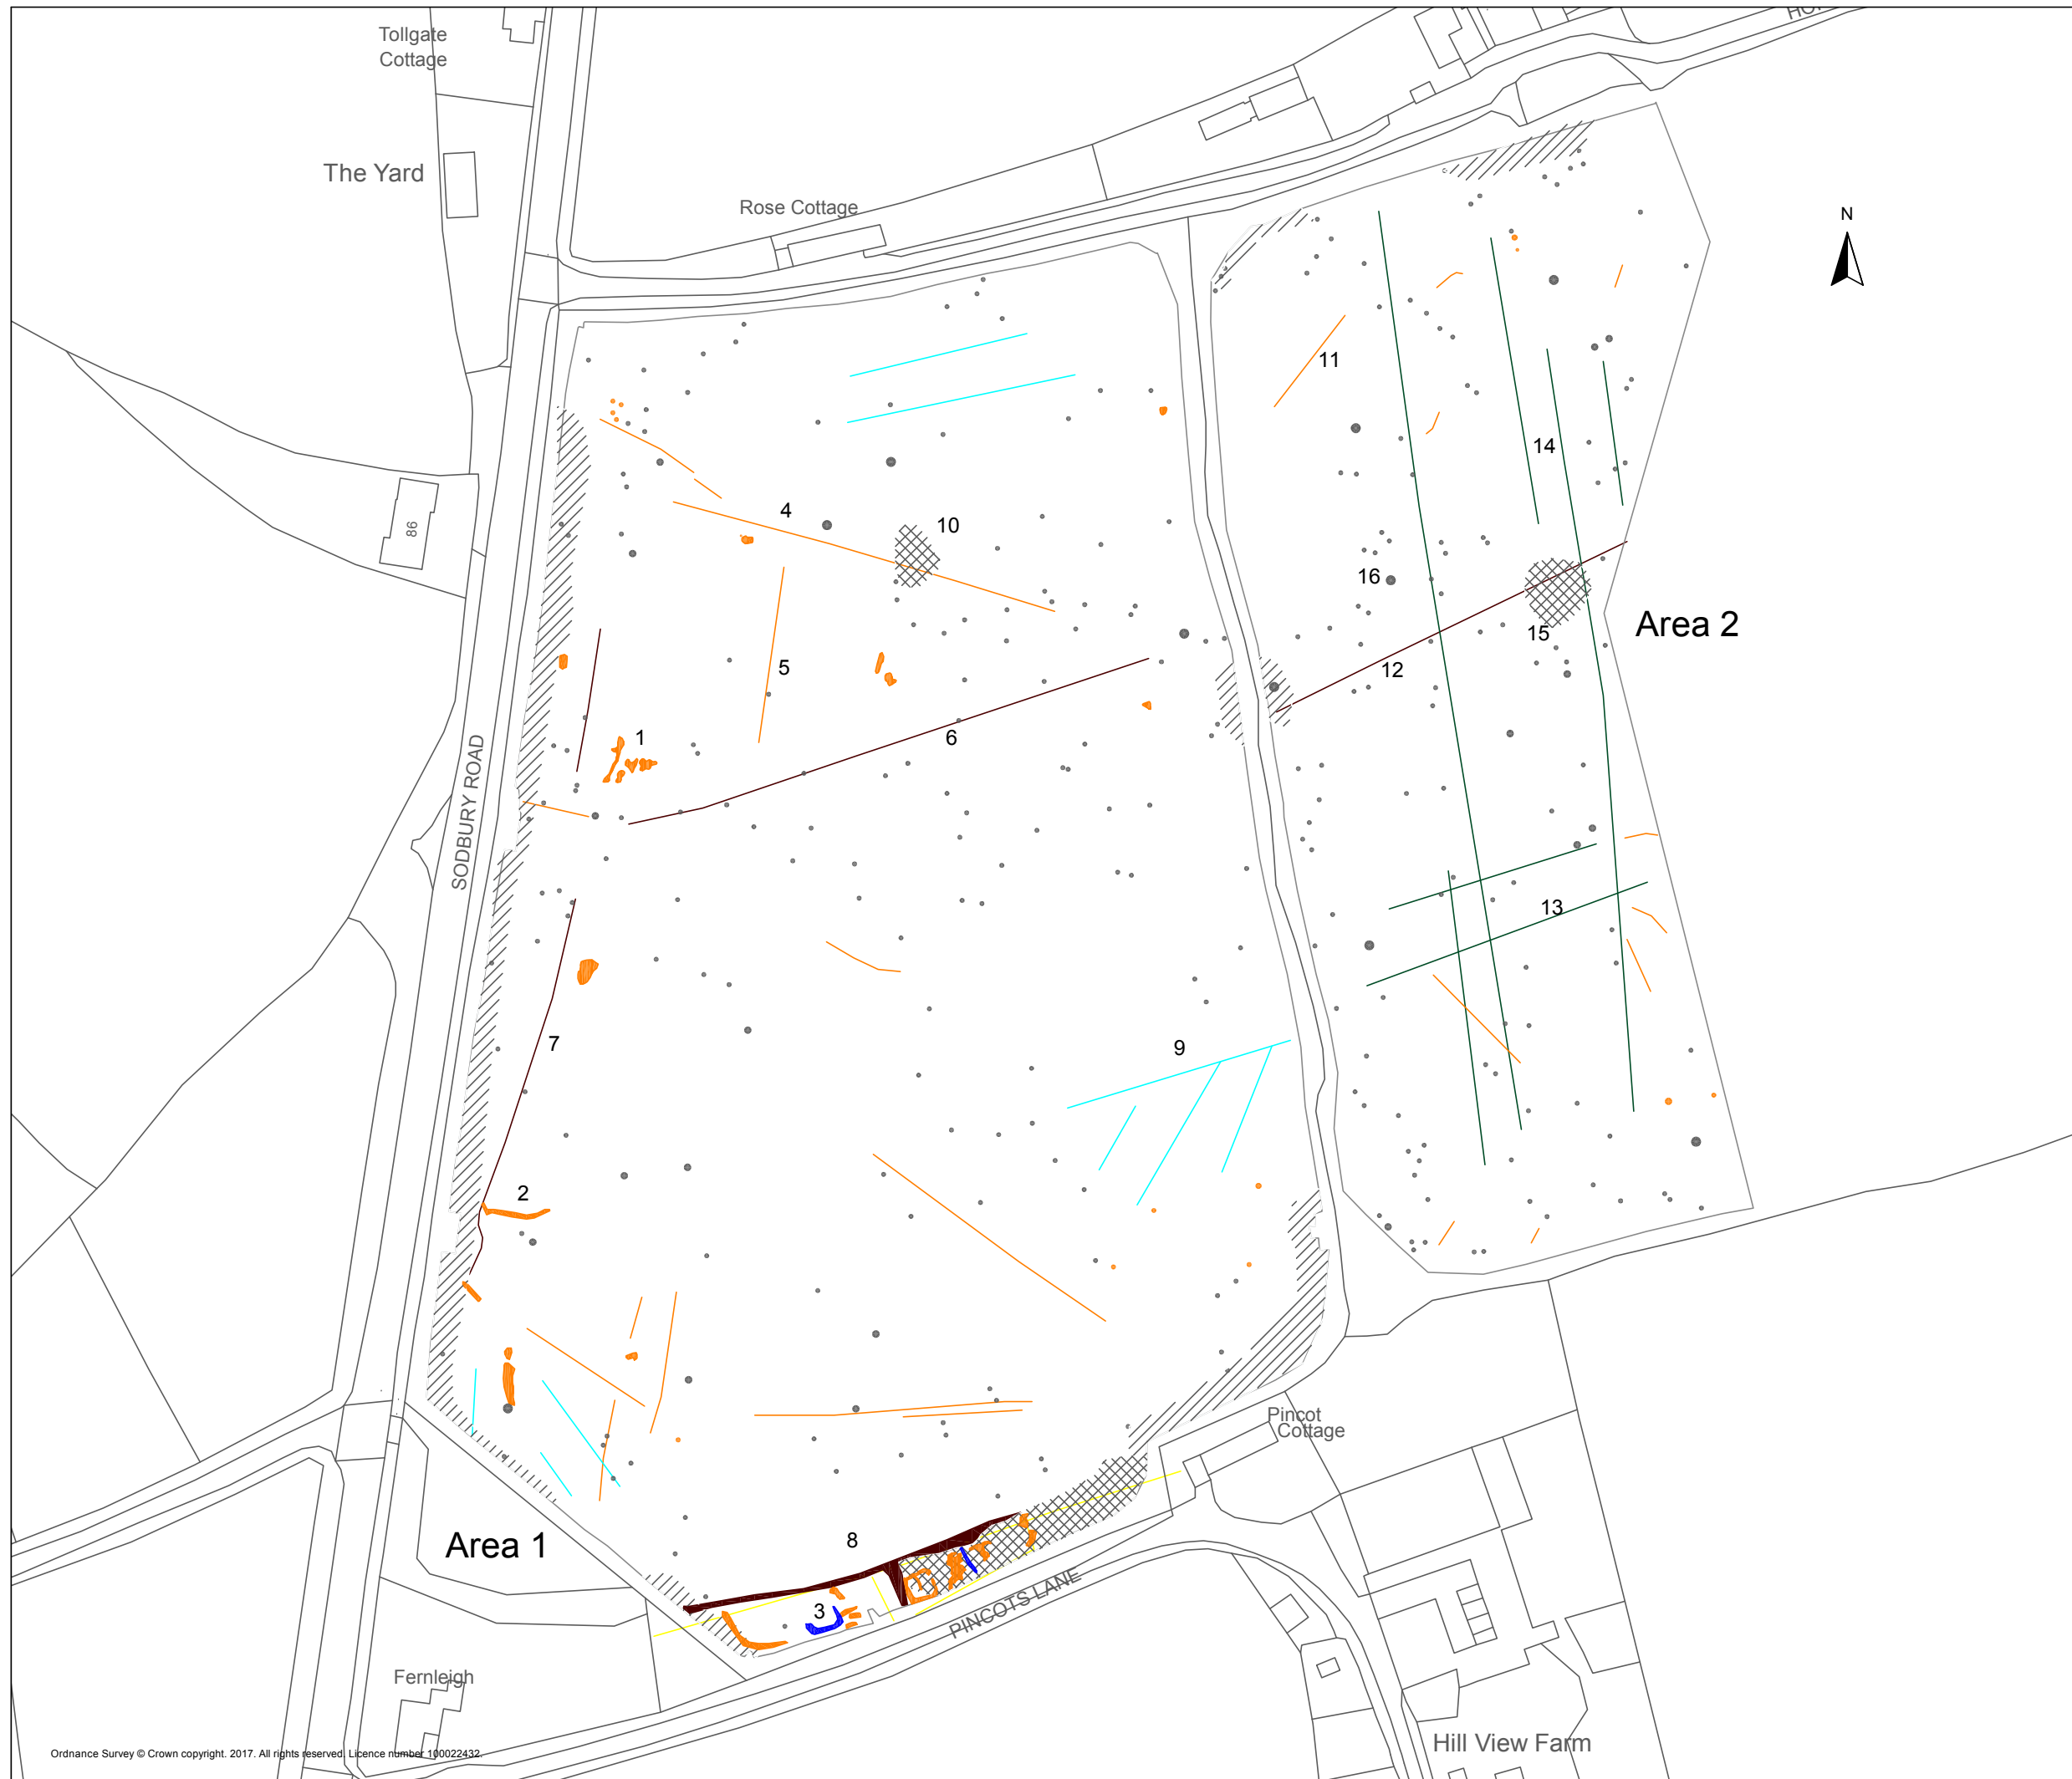 Tollgate
Cottage
The Yard
Rose Cottage
N
11
14
4
10
86
16
Area 2
15
5
12
1
6
SODBURY ROAD
13
7
9
2
Pincot
Cottage
Area 1
8
3
PINCOTS LANE
Fernleigh
Hill View Farm
Ordnance Survey © Crown copyright. 2017. All rights reserved. Licence number 100022432.